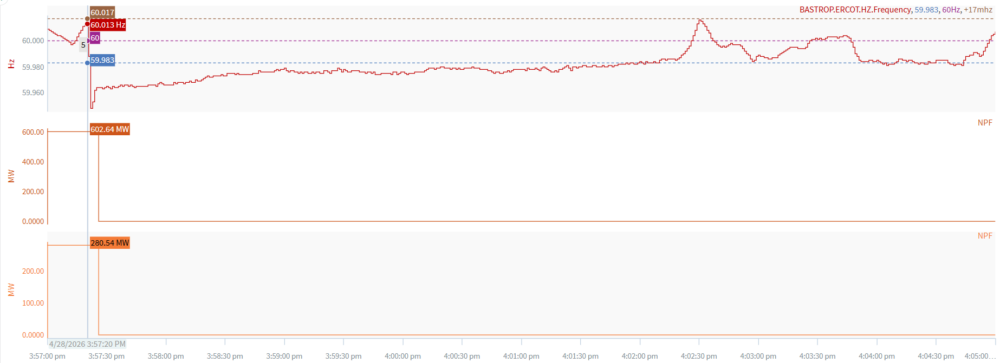 BASTROP.ERCOT.HZ.Frequency, 59.983, 60Hz, +17mhz
60.017
60.013 Hz
60
60.000
5
59.983
Hz
59.980
59.960
NPF
602.64 MW
600.00
400.00
MW
200.00
0.0000
NPF
280.54 MW
200.00
MW
100.00
0.0000
4/28/2026 3:57:20 PM
3:57:00 pm 3:57:30 pm 3:58:00 pm 3:58:30 pm 3:59:00 pm 3:59:30 pm 4:00:00 pm 4:00:30 pm 4:01:00 pm 4:01:30 pm 4:02:00 pm 4:02:30 pm 4:03:00 pm 4:03:30 pm 4:04:00 pm 4:04:30 pm 4:05:00...